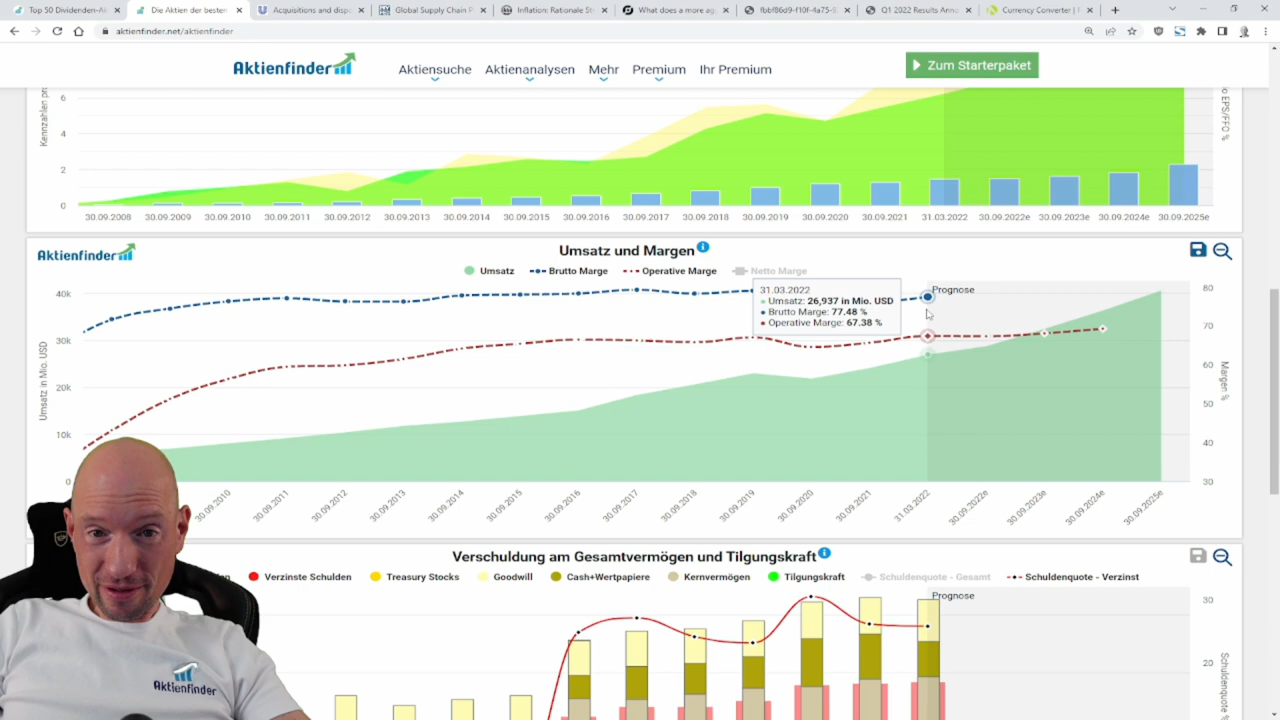 Top 50 Dividenden-Ak
Die Aktien der besten
Acquisitions and dispo
Global Supply Chain P
Inflation: Rationale St
What does a more ag
fbbf86d9-f10f-4a75-9
Q1 2022 Results Anno
Currency Converter | F
aktienfinder.net/aktienfinder
Aktienfinder
Aktiensuche
Aktienanalysen
Mehr
Premium
Ihr Premium
Zum Starterpaket
Kennzahlen pro
6
4
2
0
o EPS/FFO %
30.09.2008 30.09.2009 30.09.2010 30.09.2011 30.09.2012 30.09.2013 30.09.2014 30.09.2015 30.09.2016 30.09.2017 30.09.2018 30.09.2019 30.09.2020 30.09.2021 31.03.2022 30.09.2022e 30.09.2023e 30.09.2024e 30.09.2025e
Aktienfinder
Umsatz und Margen
Umsatz Brutto Marge Operative Marge Netto Marge
Umsatz in Mio. USD
40k
30k
20k
10k
0
31.03.2022
Umsatz: 26,937 in Mio. USD
Brutto Marge: 77.48 %
Operative Marge: 67.38 %
Prognose
80
70
60
50
40
30
Margen %
30.09.2010 30.09.2011 30.09.2012 30.09.2013 30.09.2014 30.09.2015 30.09.2016 30.09.2017 30.09.2018 30.09.2019 30.09.2020 30.09.2021 31.03.2022 30.09.2022e 30.09.2023e 30.09.2024e 30.09.2025e
Verschuldung am Gesamtvermögen und Tilgungskraft
Verzinste Schulden Treasury Stocks Goodwill Cash+Wertpapiere Kernvermögen Tilgungskraft Schuldenquote - Gesamt Schuldenquote - Verzinst
Prognose
30
20
Schuldenquote %
Aktienfinder